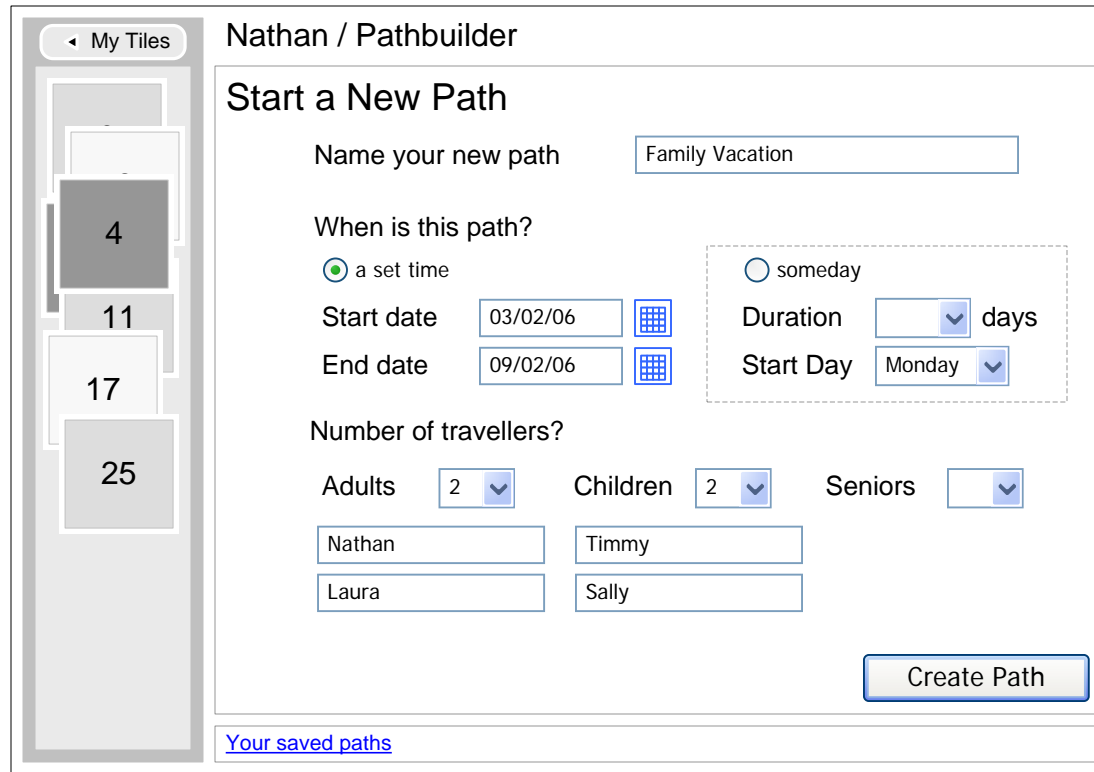 My Tiles
Nathan / Pathbuilder
Start a New Path
Name your new path Family Vacation
When is this path?
a set time someday
Start date 03/02/06 Duration days
End date 09/02/06 Start Day Monday
Number of travellers?
Adults 2 Children 2 Seniors
Nathan Timmy
Laura Sally
Create Path
Your saved paths
4
11
17
25